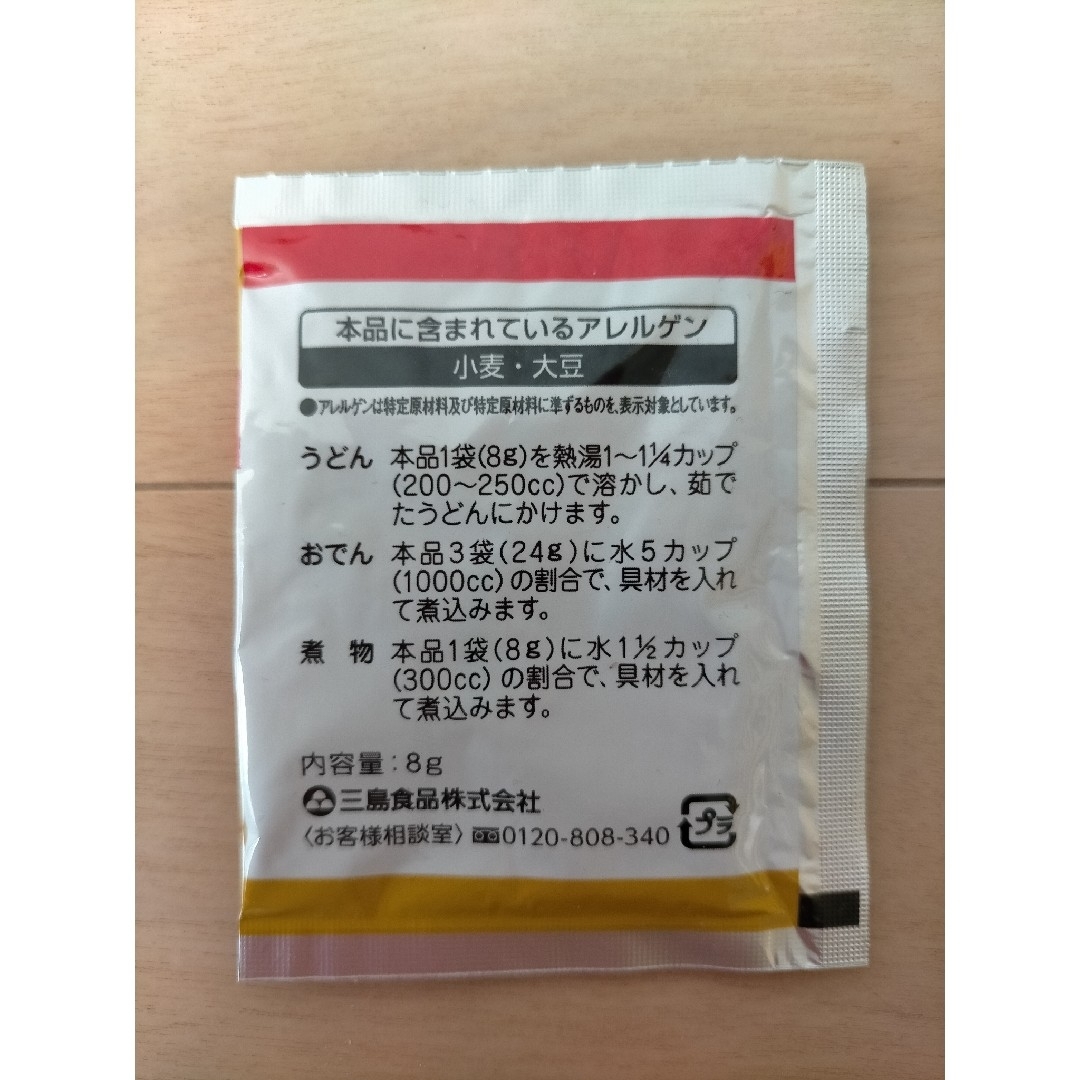 本品に含まれているアレルゲン
小麦・大豆
●アレルゲンは特定原材料及び特定原材料に準ずるものを、表示対象としています。
うどん 本品1袋(8g)を熱湯1～1¼カップ
(200～250cc)で溶かし、茹で
たうどんにかけます。
おでん 本品3袋(24g)に水5カップ
(1000cc)の割合で、具材を入れ
て煮込みます。
煮物 本品1袋(8g)に水1½カップ
(300cc)の割合で、具材を入れ
て煮込みます。
内容量：8g
三島食品株式会社
〈お客様相談室〉0120-808-340
プラ